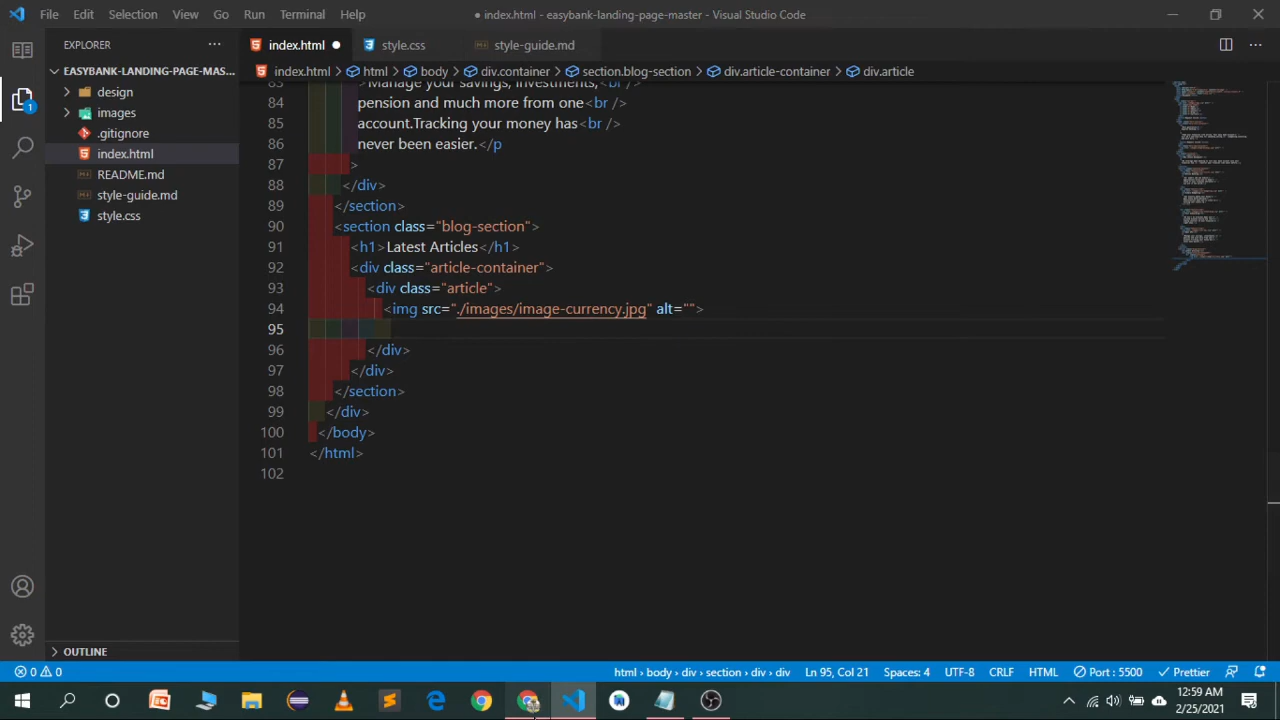 File Edit Selection View Go Run Terminal Help
● index.html - easybank-landing-page-master - Visual Studio Code
EXPLORER
index.html
style.css
style-guide.md
EASYBANK-LANDING-PAGE-MAS...
index.html > html > body > div.container > section.blog-section > div.article-container > div.article
design
images
.gitignore
index.html
README.md
style-guide.md
style.css
83 >Manage your savings, investments,<br />
84 pension and much more from one<br />
85 account.Tracking your money has<br />
86 never been easier.</p
87 >
88 </div>
89 </section>
90 <section class="blog-section">
91 <h1>Latest Articles</h1>
92 <div class="article-container">
93 <div class="article">
94 <img src="./images/image-currency.jpg" alt="">
95
96 </div>
97 </div>
98 </section>
99 </div>
100 </body>
101 </html>
102
1
OUTLINE
0 0
html > body > div > section > div > div
Ln 95, Col 21
Spaces: 4
UTF-8
CRLF
HTML
Port : 5500
Prettier
12:59 AM
2/25/2021